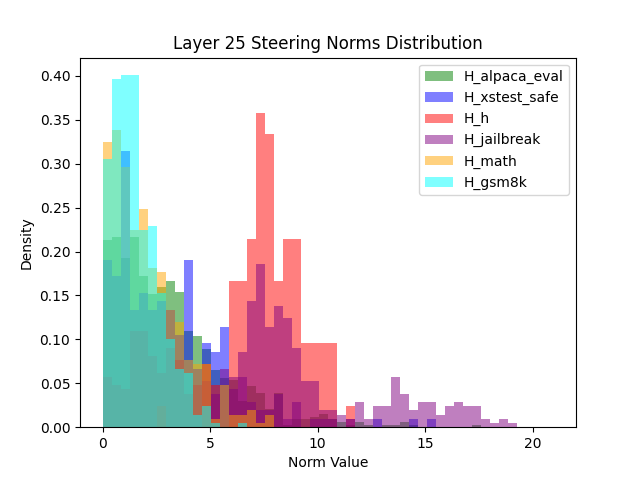 Layer 25 Steering Norms Distribution
H_alpaca_eval
H_xstest_safe
H_h
H_jailbreak
H_math
H_gsm8k
Density
0.40
0.35
0.30
0.25
0.20
0.15
0.10
0.05
0.00
0
5
10
15
20
Norm Value